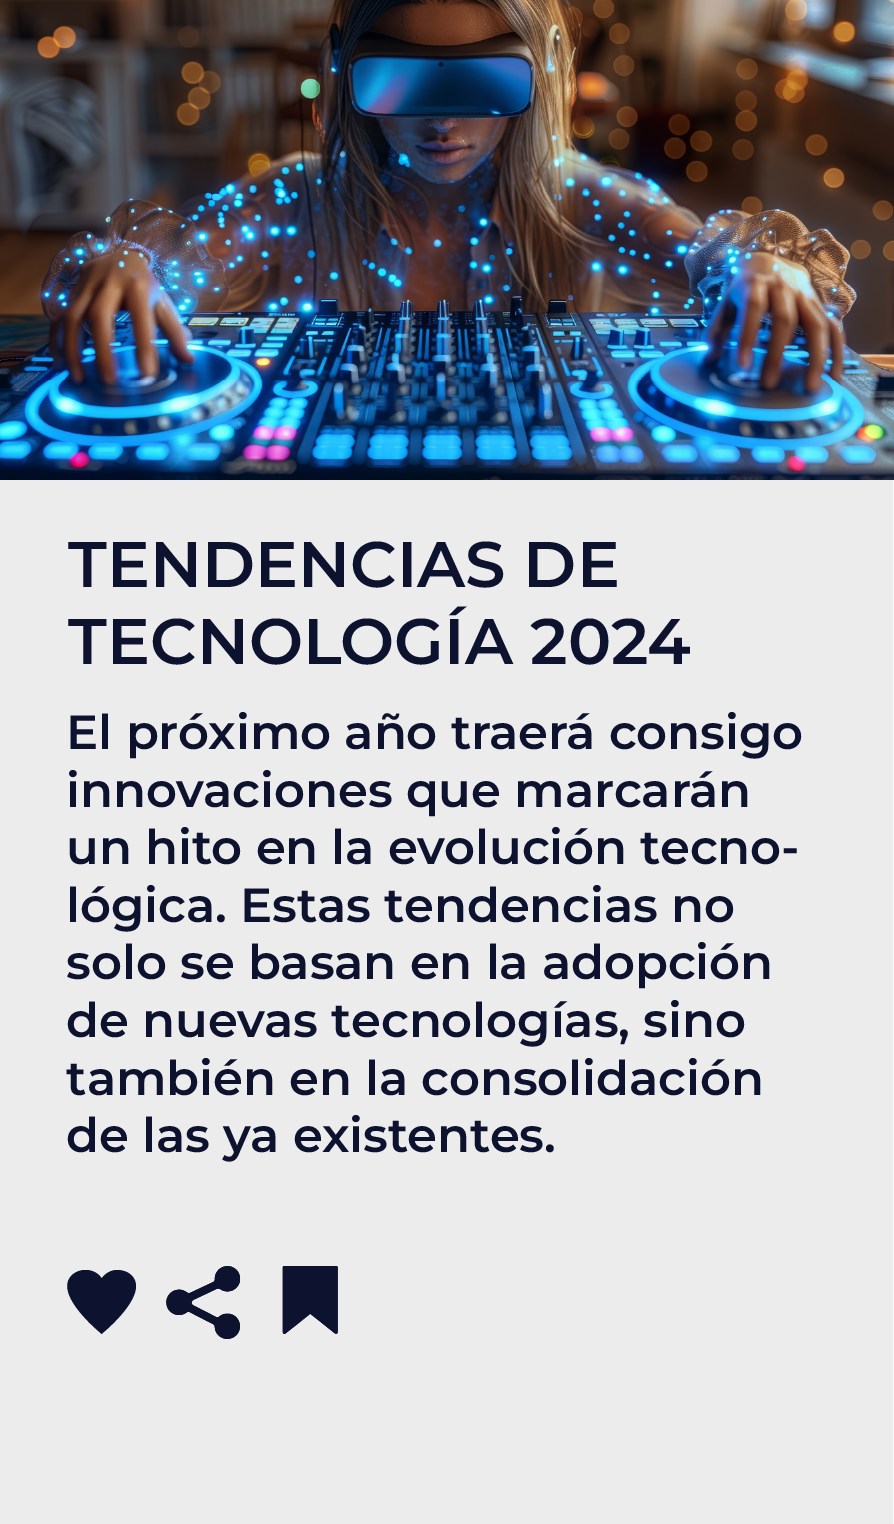 TENDENCIAS DE
TECNOLOGÍA 2024
El próximo año traerá consigo
innovaciones que marcarán
un hito en la evolución tecno-
lógica. Estas tendencias no
solo se basan en la adopción
de nuevas tecnologías, sino
también en la consolidación
de las ya existentes.